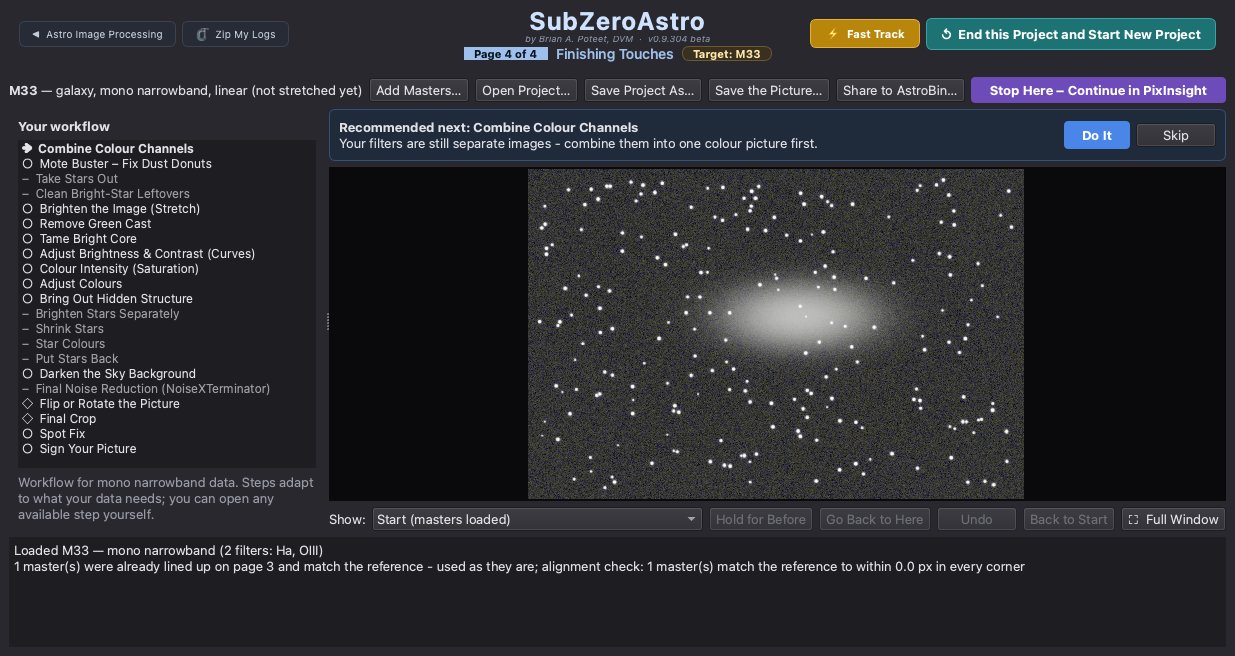 ◄ Astro Image Processing
Zip My Logs
SubZeroAstro
by Brian A. Poteet, DVM · v0.9.304 beta
Page 4 of 4 Finishing Touches Target: M33
⚡ Fast Track
↺ End this Project and Start New Project
M33 — galaxy, mono narrowband, linear (not stretched yet)
Add Masters...
Open Project...
Save Project As...
Save the Picture...
Share to AstroBin...
Stop Here – Continue in PixInsight
Your workflow
Combine Colour Channels
Mote Buster – Fix Dust Donuts
– Take Stars Out
– Clean Bright-Star Leftovers
Brighten the Image (Stretch)
Remove Green Cast
Tame Bright Core
Adjust Brightness & Contrast (Curves)
Colour Intensity (Saturation)
Adjust Colours
Bring Out Hidden Structure
– Brighten Stars Separately
– Shrink Stars
– Star Colours
– Put Stars Back
Darken the Sky Background
– Final Noise Reduction (NoiseXTerminator)
Flip or Rotate the Picture
Final Crop
Spot Fix
Sign Your Picture
Workflow for mono narrowband data. Steps adapt
to what your data needs; you can open any
available step yourself.
Recommended next: Combine Colour Channels
Your filters are still separate images - combine them into one colour picture first.
Do It
Skip
Show: Start (masters loaded)
Hold for Before
Go Back to Here
Undo
Back to Start
Full Window
Loaded M33 — mono narrowband (2 filters: Ha, OIII)
1 master(s) were already lined up on page 3 and match the reference - used as they are; alignment check: 1 master(s) match the reference to within 0.0 px in every corner